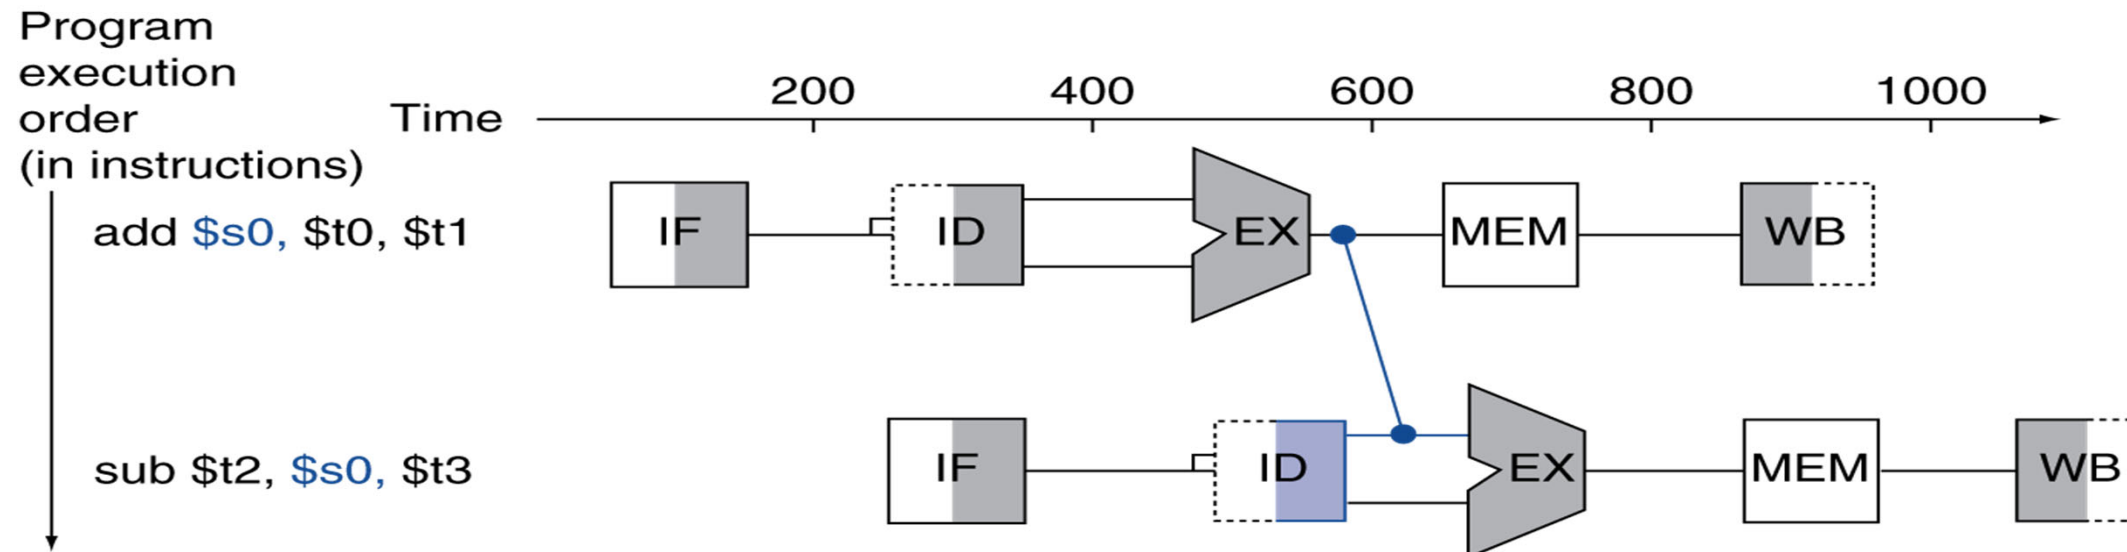 Program
execution
order
(in instructions)
Time
200 400 600 800 1000
add $s0, $t0, $t1
IF ID EX MEM WB
sub $t2, $s0, $t3
IF ID EX MEM WB